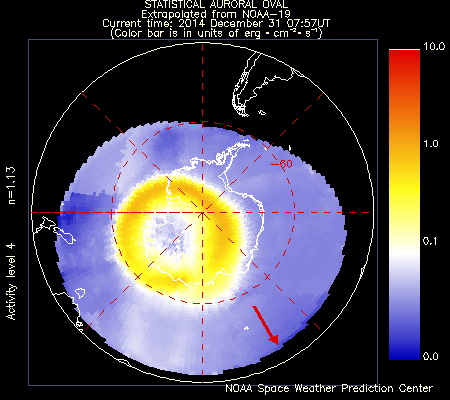 STATISTICAL AURORAL OVAL
Extrapolated from NOAA-19
Current time: 2014 December 31 07:57UT
(Color bar is in units of erg·cm⁻²·s⁻¹)
10.0
1.0
0.1
0.0
-60
n=1.13
Activity level 4
NOAA Space Weather Prediction Center